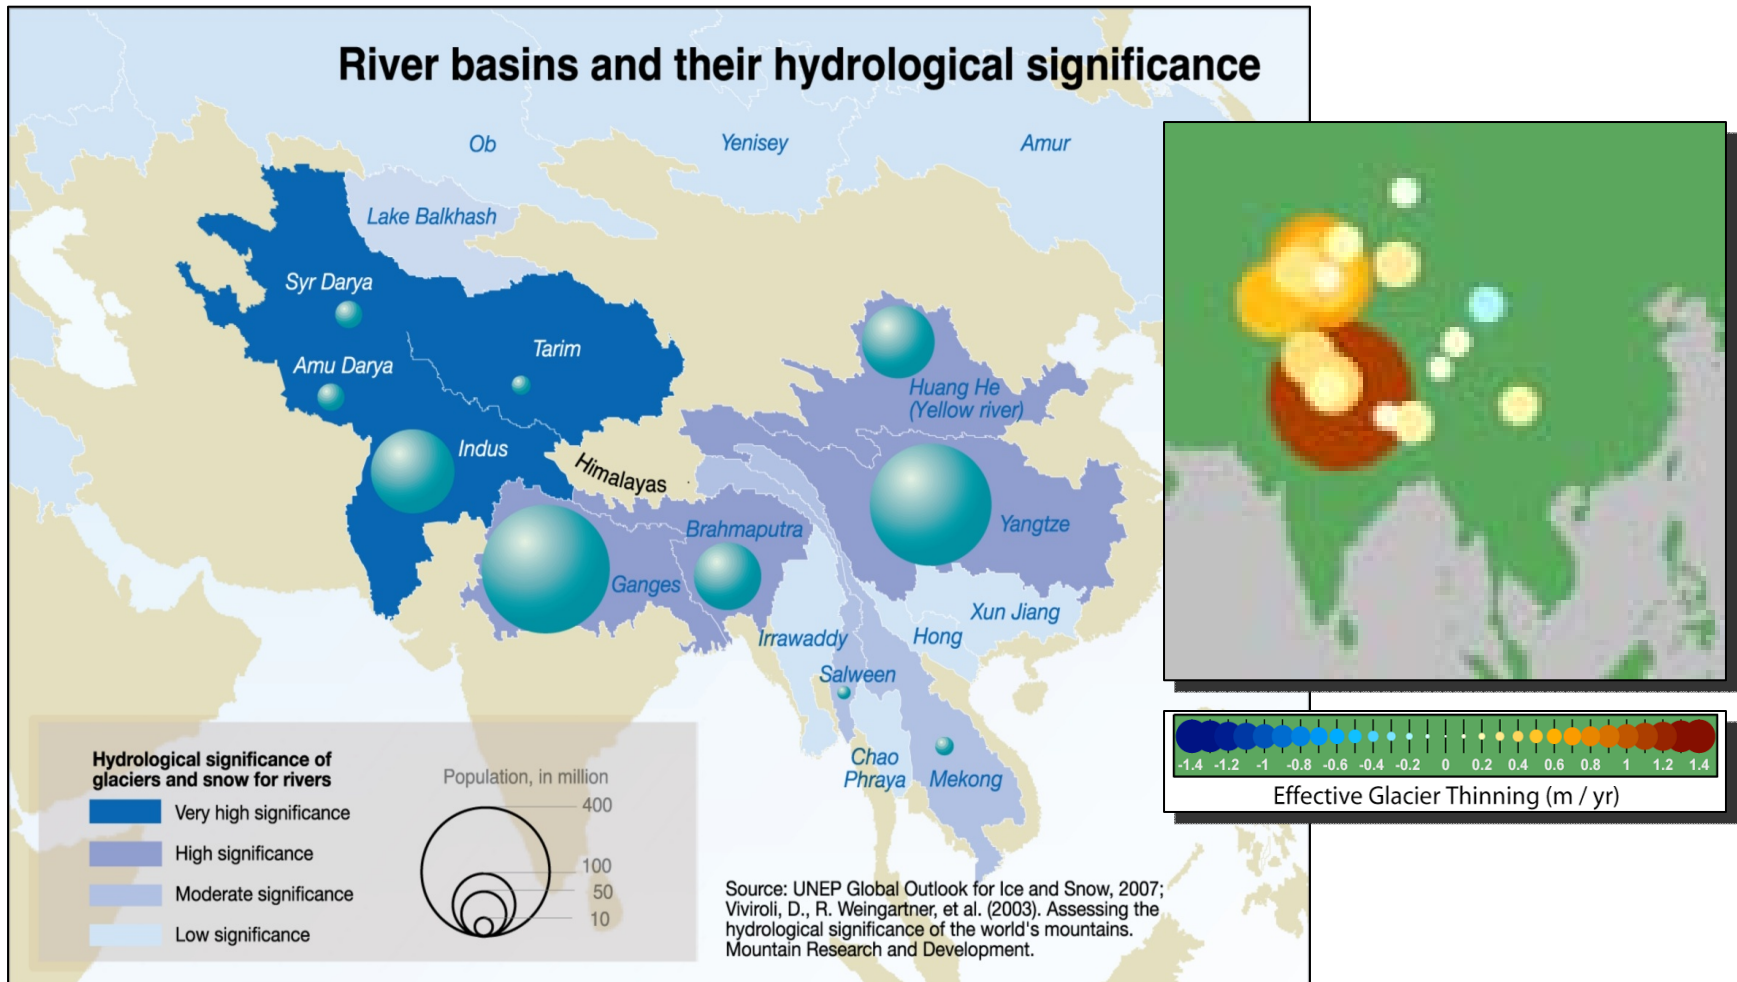 River basins and their hydrological significance
Ob
Yenisey
Amur
Lake Balkhash
Syr Darya
Tarim
Amu Darya
Huang He
(Yellow river)
Indus
Himalayas
Brahmaputra
Yangtze
Ganges
Xun Jiang
Irrawaddy
Hong
Salween
Chao
Phraya
Mekong
Hydrological significance of
glaciers and snow for rivers
Very high significance
High significance
Moderate significance
Low significance
Population, in million
400
100
50
10
Source: UNEP Global Outlook for Ice and Snow, 2007;
Viviroli, D., R. Weingartner, et al. (2003). Assessing the
hydrological significance of the world's mountains.
Mountain Research and Development.
-1.4 -1.2 -1 -0.8 -0.6 -0.4 -0.2 0 0.2 0.4 0.6 0.8 1 1.2 1.4
Effective Glacier Thinning (m / yr)